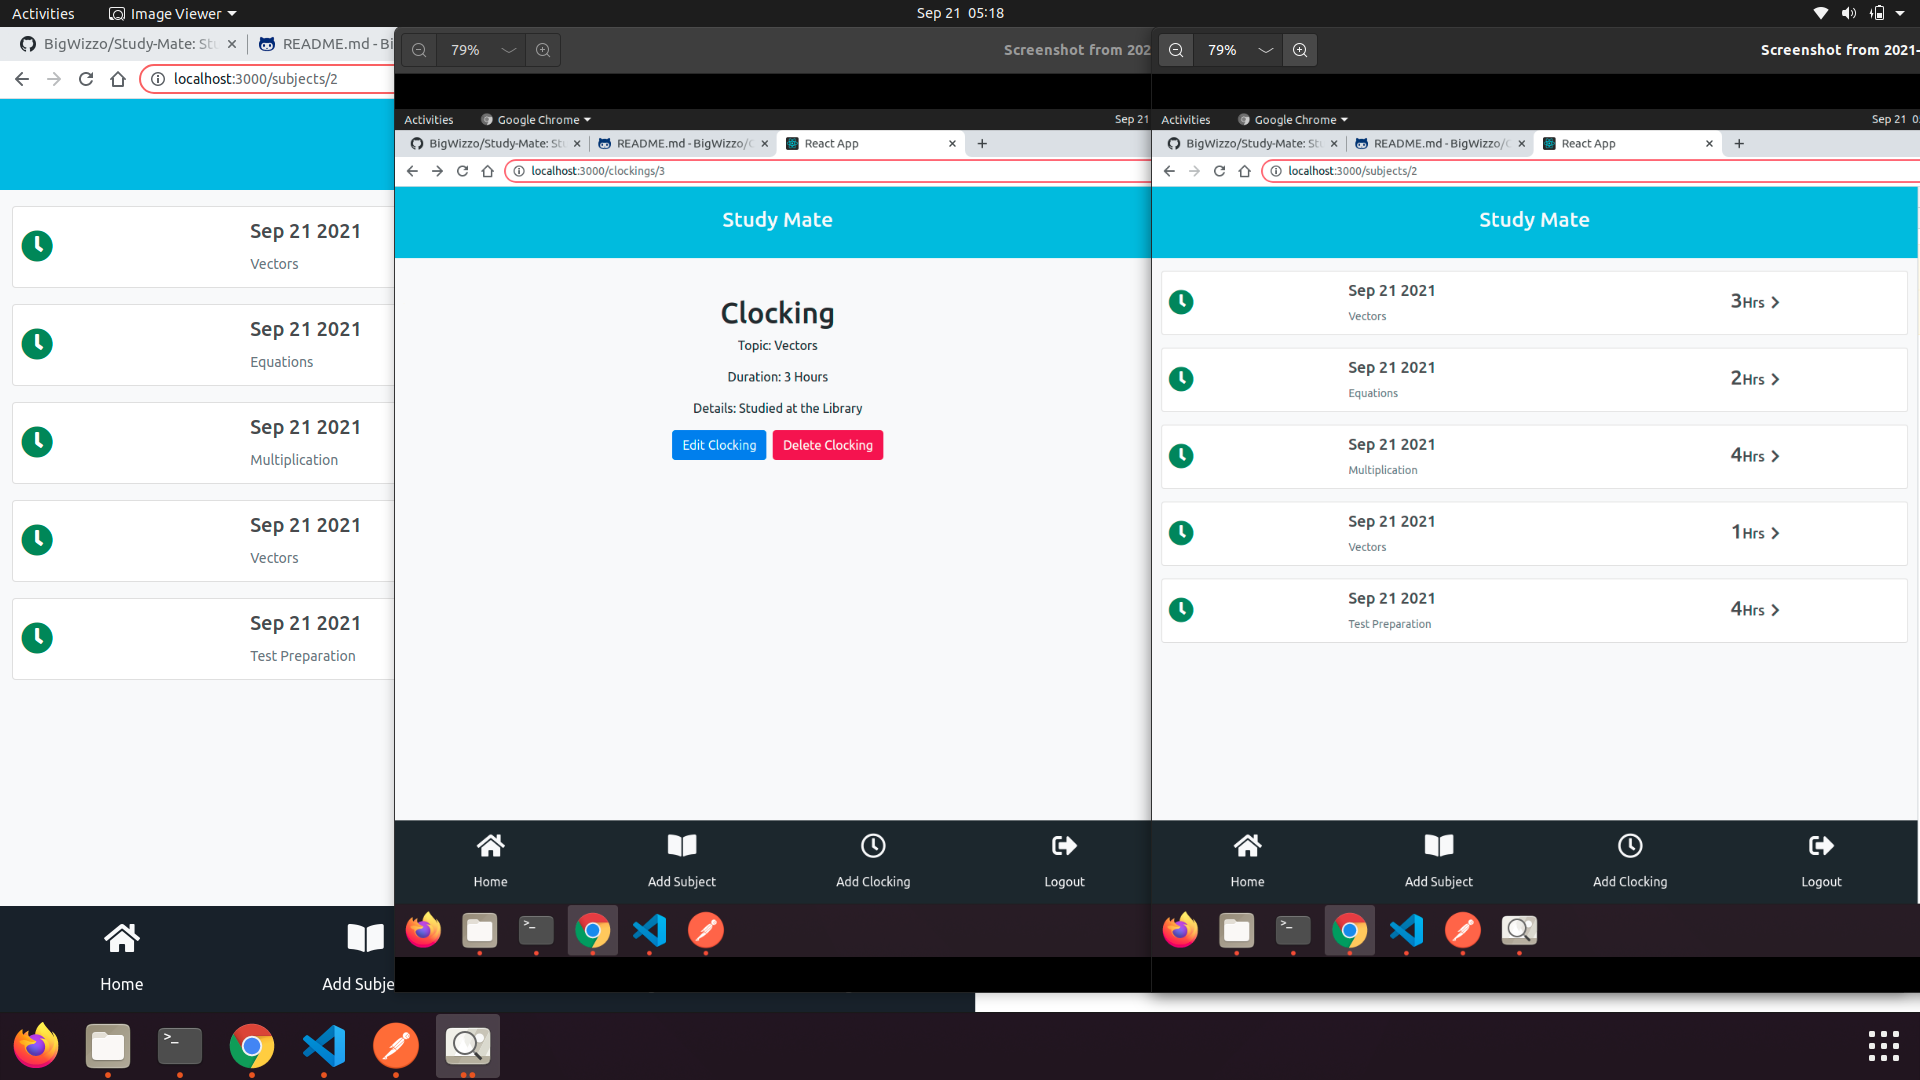 Activities
Image Viewer
Sep 21 05:18
BigWizzo/Study-Mate: St
README.md - Bi
localhost:3000/subjects/2
Sep 21 2021
Vectors
Sep 21 2021
Equations
Sep 21 2021
Multiplication
Sep 21 2021
Vectors
Sep 21 2021
Test Preparation
Home
Add Subje
79%
Screenshot from 202
Activities
Google Chrome
Sep 21
BigWizzo/Study-Mate: St
README.md - BigWizzo/
React App
localhost:3000/clockings/3
Study Mate
Clocking
Topic: Vectors
Duration: 3 Hours
Details: Studied at the Library
Edit Clocking
Delete Clocking
Home
Add Subject
Add Clocking
Logout
79%
Screenshot from 2021-
Activities
Google Chrome
Sep 21 0
BigWizzo/Study-Mate: St
README.md - BigWizzo/
React App
localhost:3000/subjects/2
Study Mate
Sep 21 2021
Vectors
3Hrs
Sep 21 2021
Equations
2Hrs
Sep 21 2021
Multiplication
4Hrs
Sep 21 2021
Vectors
1Hrs
Sep 21 2021
Test Preparation
4Hrs
Home
Add Subject
Add Clocking
Logout